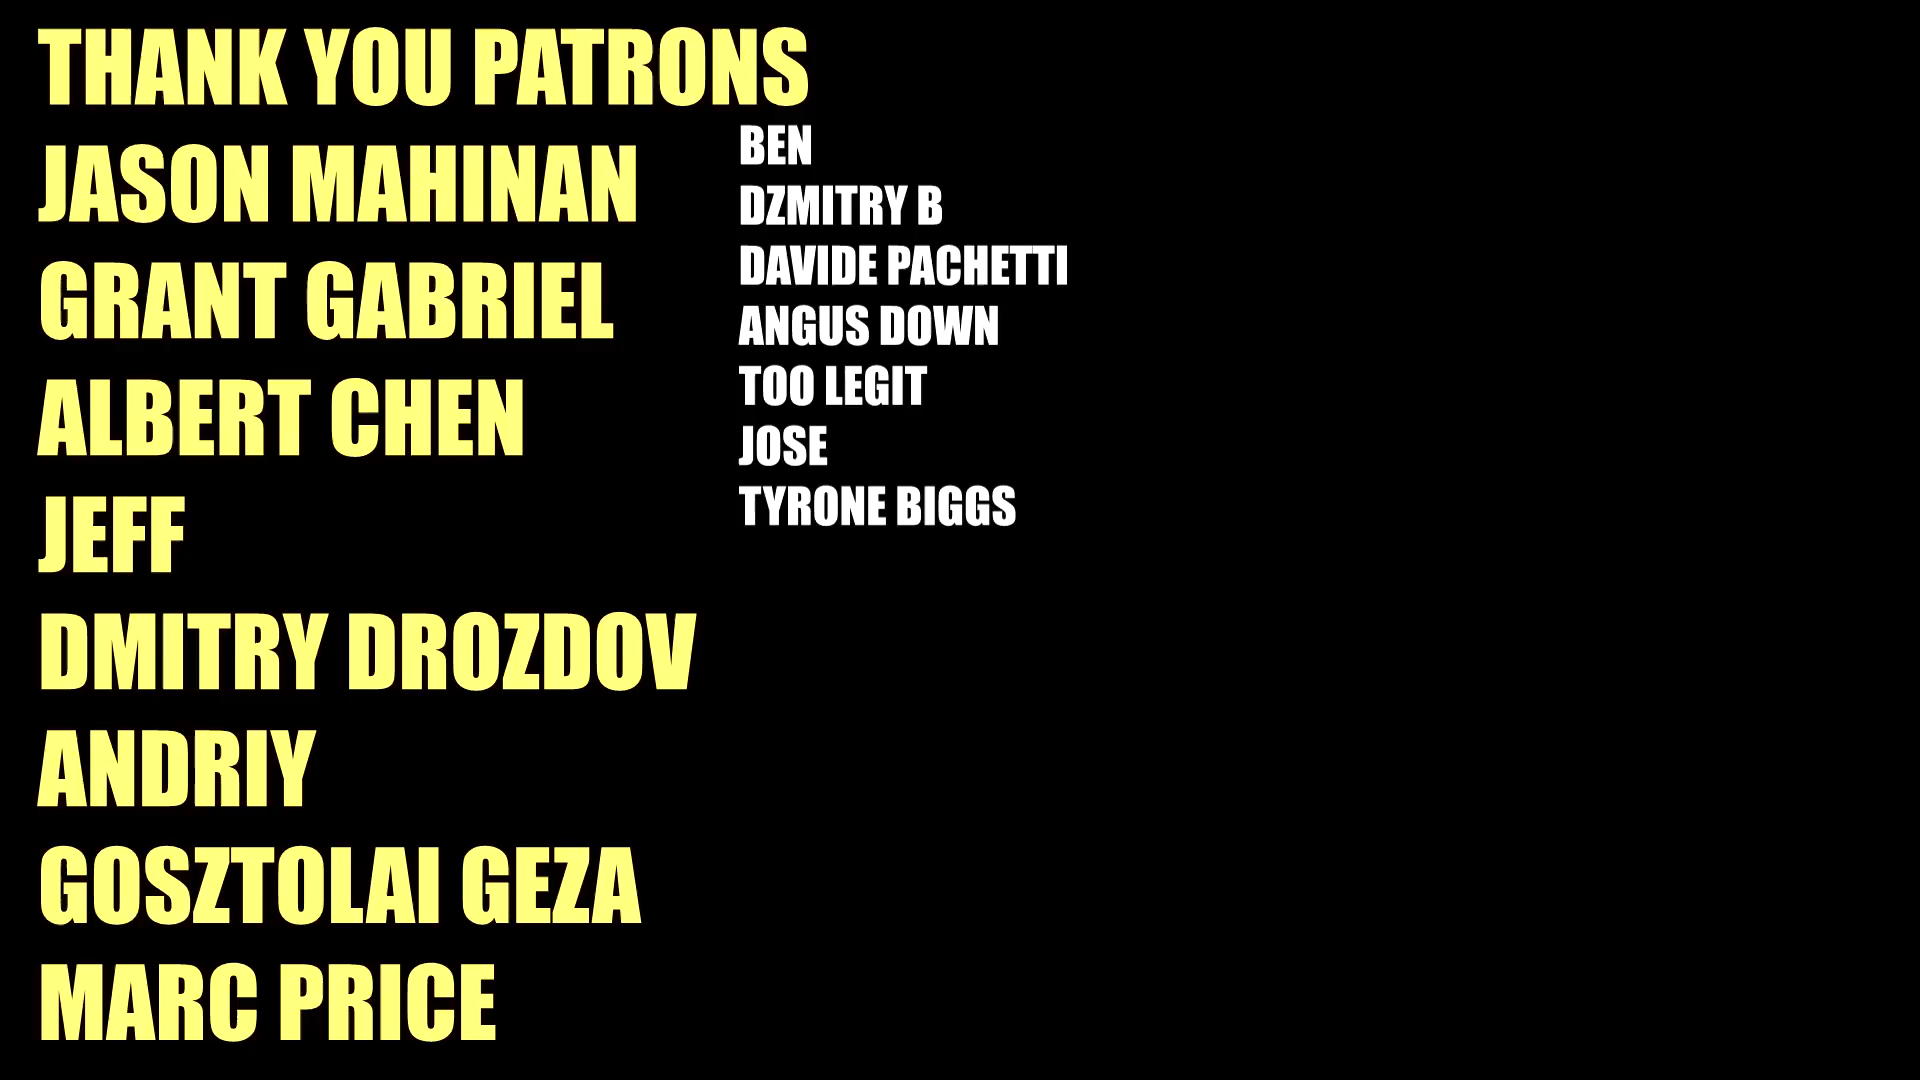 THANK YOU PATRONS
JASON MAHINAN
GRANT GABRIEL
ALBERT CHEN
JEFF
DMITRY DROZDOV
ANDRIY
GOSZTOLAI GEZA
MARC PRICE
BEN
DZMITRY B
DAVIDE PACHETTI
ANGUS DOWN
TOO LEGIT
JOSE
TYRONE BIGGS